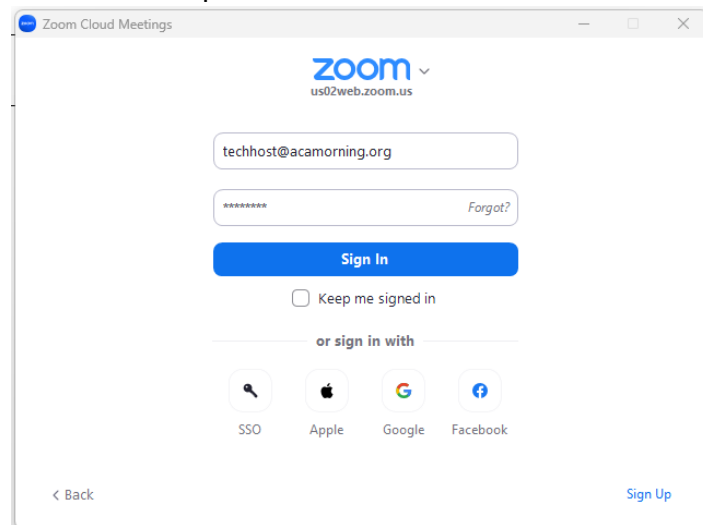 Zoom Cloud Meetings
zoom
us02web.zoom.us
techhost@acamorning.org
******** Forgot?
Sign In
Keep me signed in
or sign in with
SSO Apple Google Facebook
< Back Sign Up